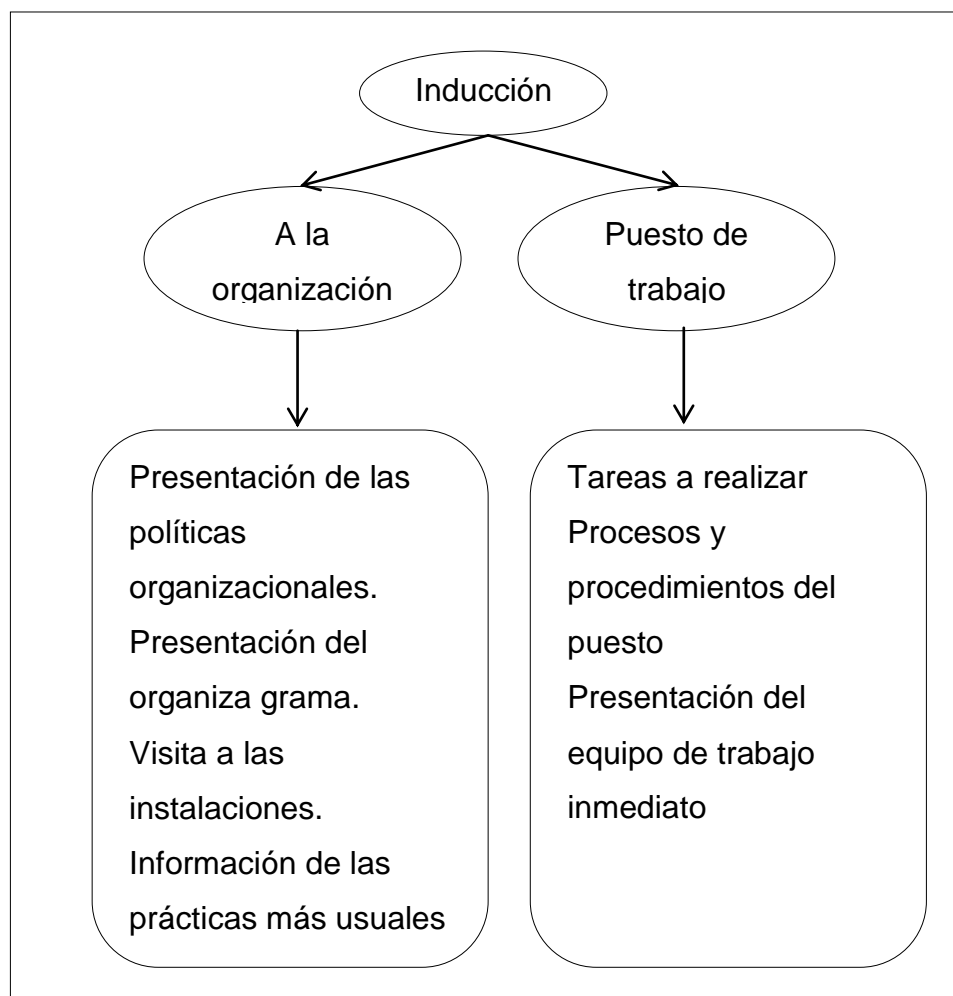 Inducción
A la
organización
Puesto de
trabajo
Presentación de las
políticas
organizacionales.
Presentación del
organiza grama.
Visita a las
instalaciones.
Información de las
prácticas más usuales
Tareas a realizar
Procesos y
procedimientos del
puesto
Presentación del
equipo de trabajo
inmediato